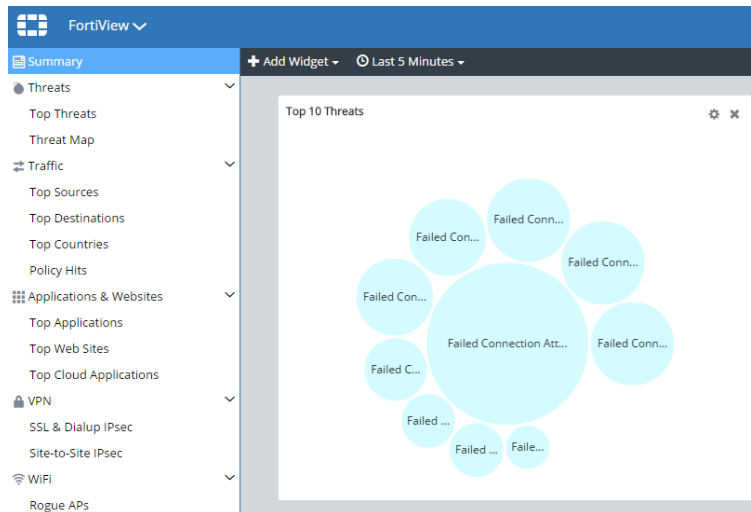 FortiView
Summary
Add Widget
Last 5 Minutes
Threats
Top Threats
Threat Map
Traffic
Top Sources
Top Destinations
Top Countries
Policy Hits
Applications & Websites
Top Applications
Top Web Sites
Top Cloud Applications
VPN
SSL & Dialup IPsec
Site-to-Site IPsec
WiFi
Rogue APs
Top 10 Threats
Failed Conn...
Failed Con...
Failed Conn...
Failed Con...
Failed Connection Att...
Failed Conn...
Failed C...
Failed ...
Failed ...
Faile...